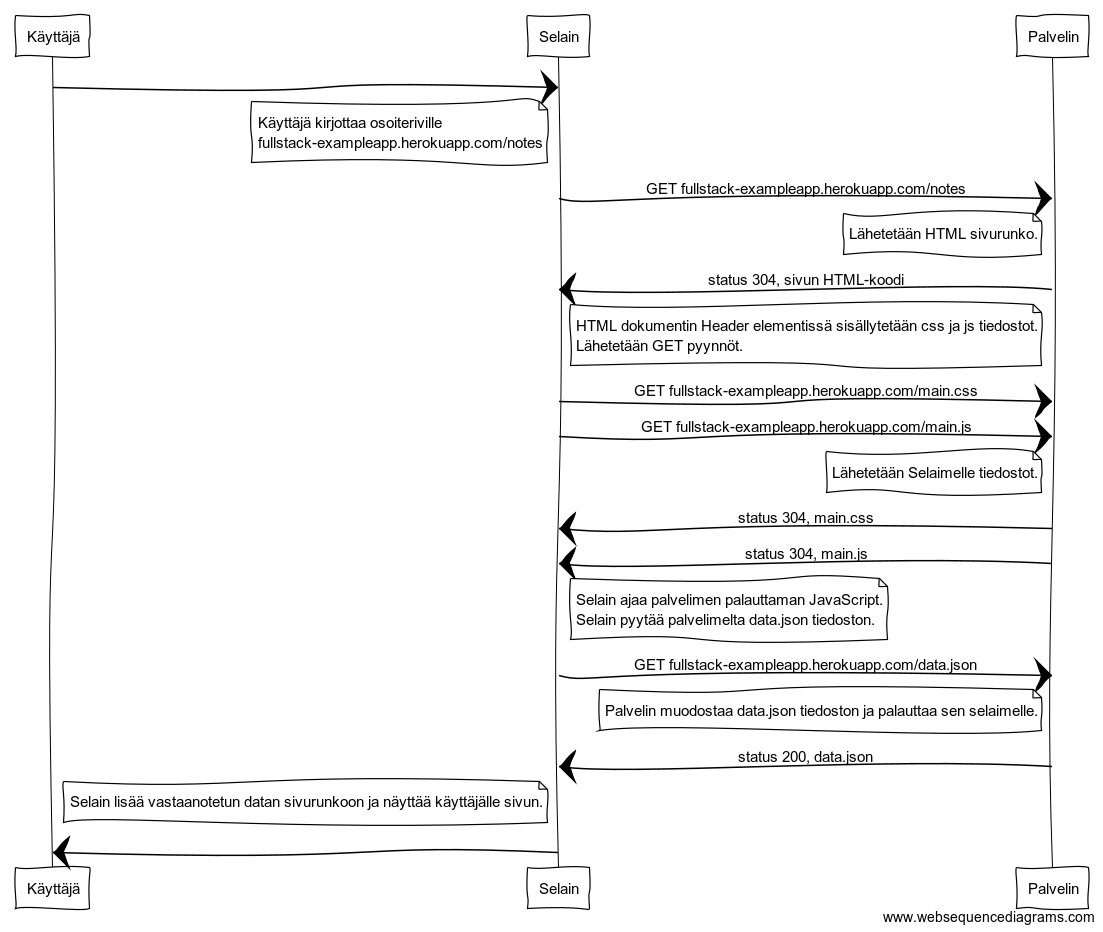 Käyttäjä
Selain
Palvelin
Käyttäjä kirjottaa osoiteriville
fullstack-exampleapp.herokuapp.com/notes
GET fullstack-exampleapp.herokuapp.com/notes
Lähetetään HTML sivurunko.
status 304, sivun HTML-koodi
HTML dokumentin Header elementissä sisällytetään css ja js tiedostot.
Lähetetään GET pyynnöt.
GET fullstack-exampleapp.herokuapp.com/main.css
GET fullstack-exampleapp.herokuapp.com/main.js
Lähetetään Selaimelle tiedostot.
status 304, main.css
status 304, main.js
Selain ajaa palvelimen palauttaman JavaScript.
Selain pyytää palvelimelta data.json tiedoston.
GET fullstack-exampleapp.herokuapp.com/data.json
Palvelin muodostaa data.json tiedoston ja palauttaa sen selaimelle.
status 200, data.json
Selain lisää vastaanotetun datan sivurunkoon ja näyttää käyttäjälle sivun.
Käyttäjä
Selain
Palvelin
www.websequencediagrams.com